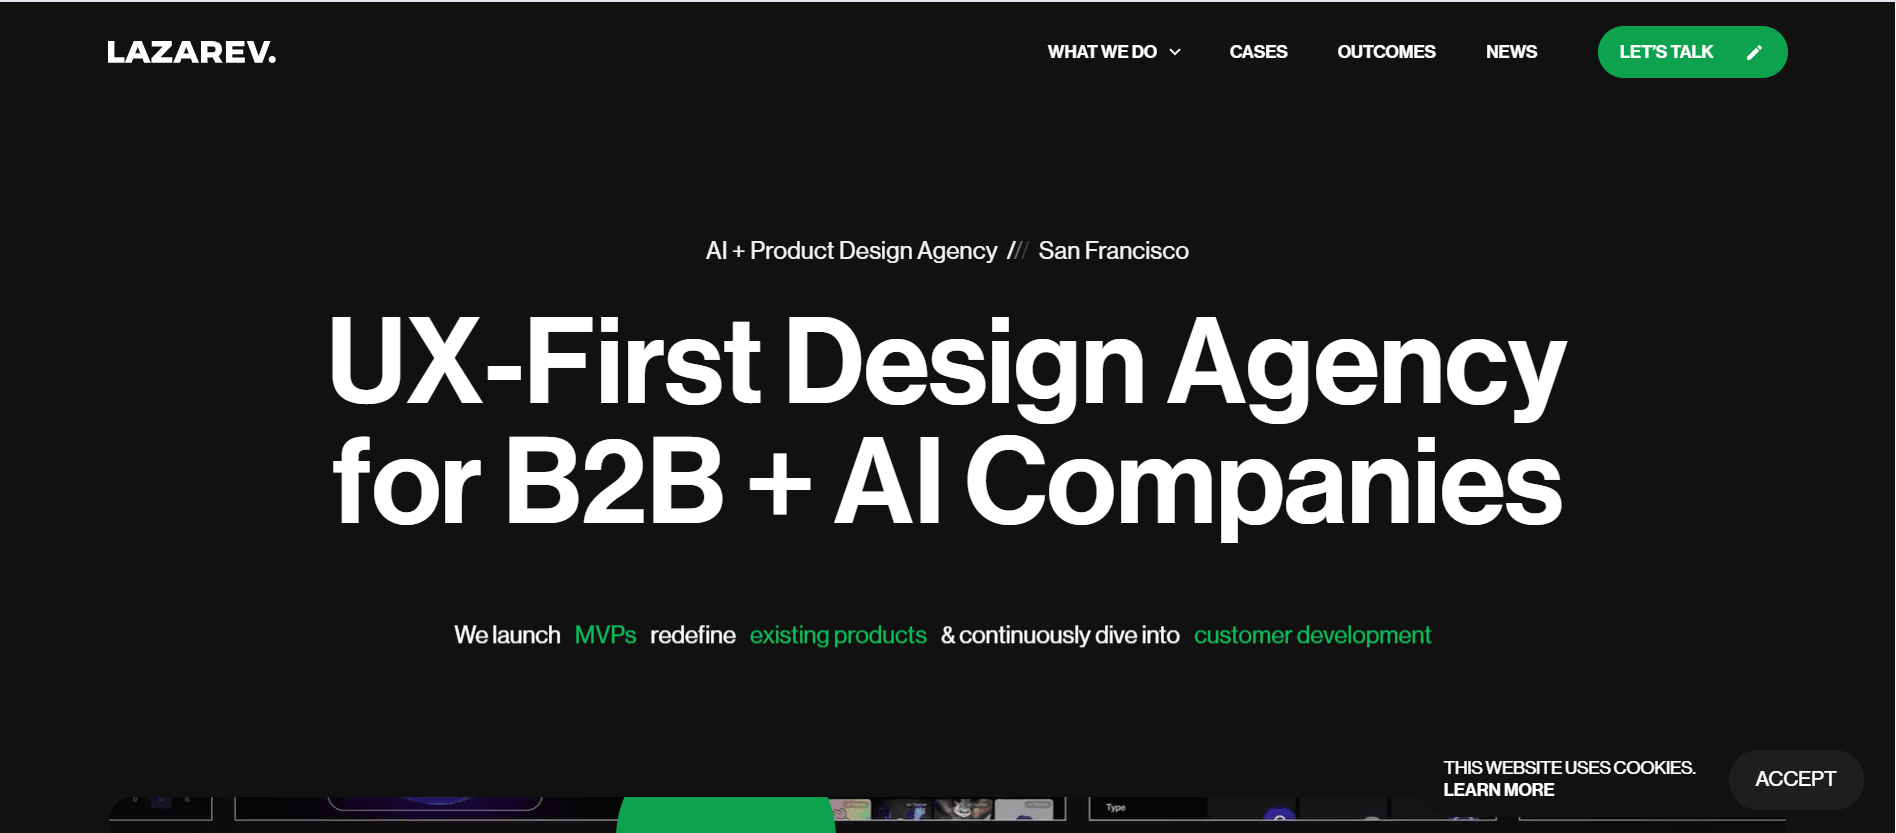 LAZAREV.
WHAT WE DO
CASES
OUTCOMES
NEWS
LET'S TALK
AI + Product Design Agency /// San Francisco
UX-First Design Agency
for B2B + AI Companies
We launch MVPs redefine existing products & continuously dive into customer development
THIS WEBSITE USES COOKIES.
LEARN MORE
ACCEPT
Type